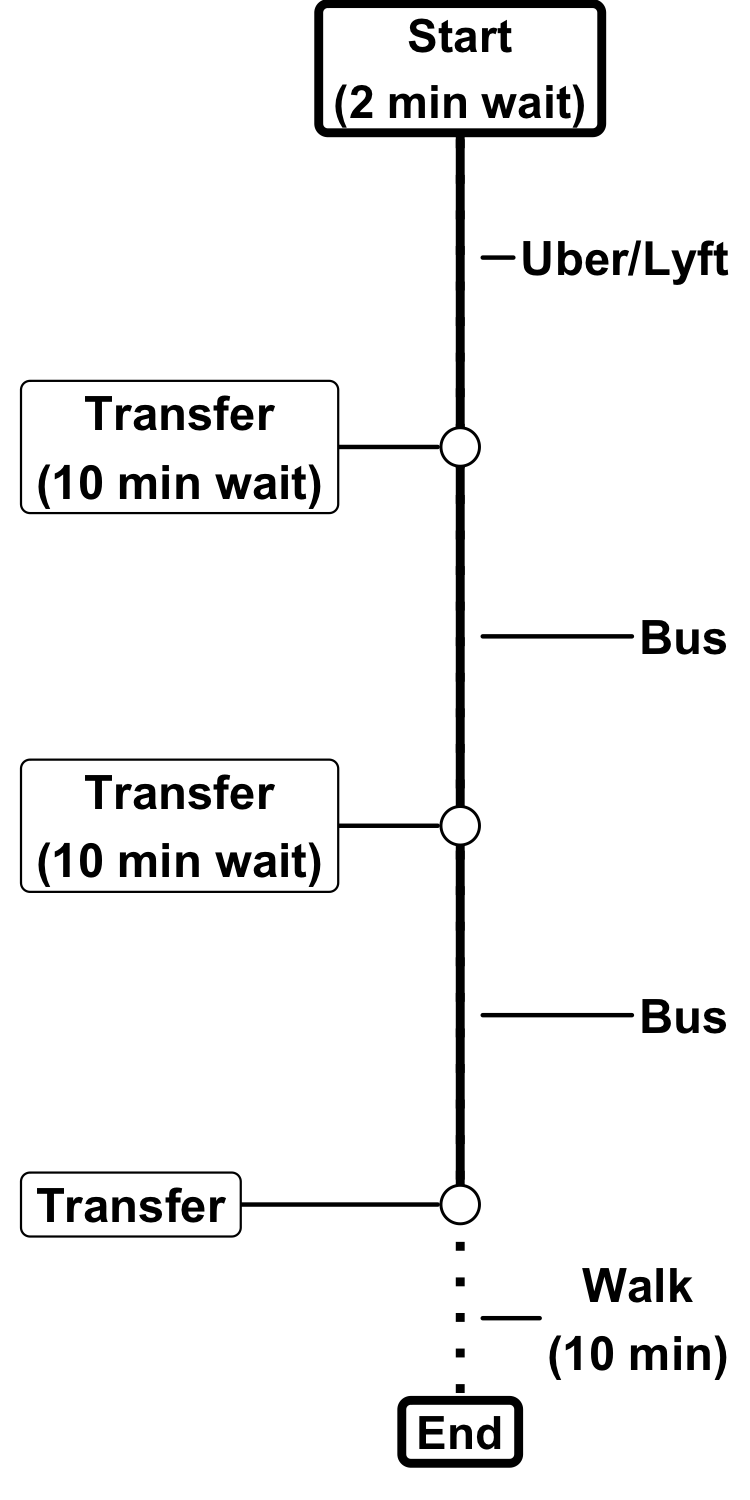 Start
(2 min wait)
Uber/Lyft
Transfer
(10 min wait)
Bus
Transfer
(10 min wait)
Bus
Transfer
Walk
(10 min)
End